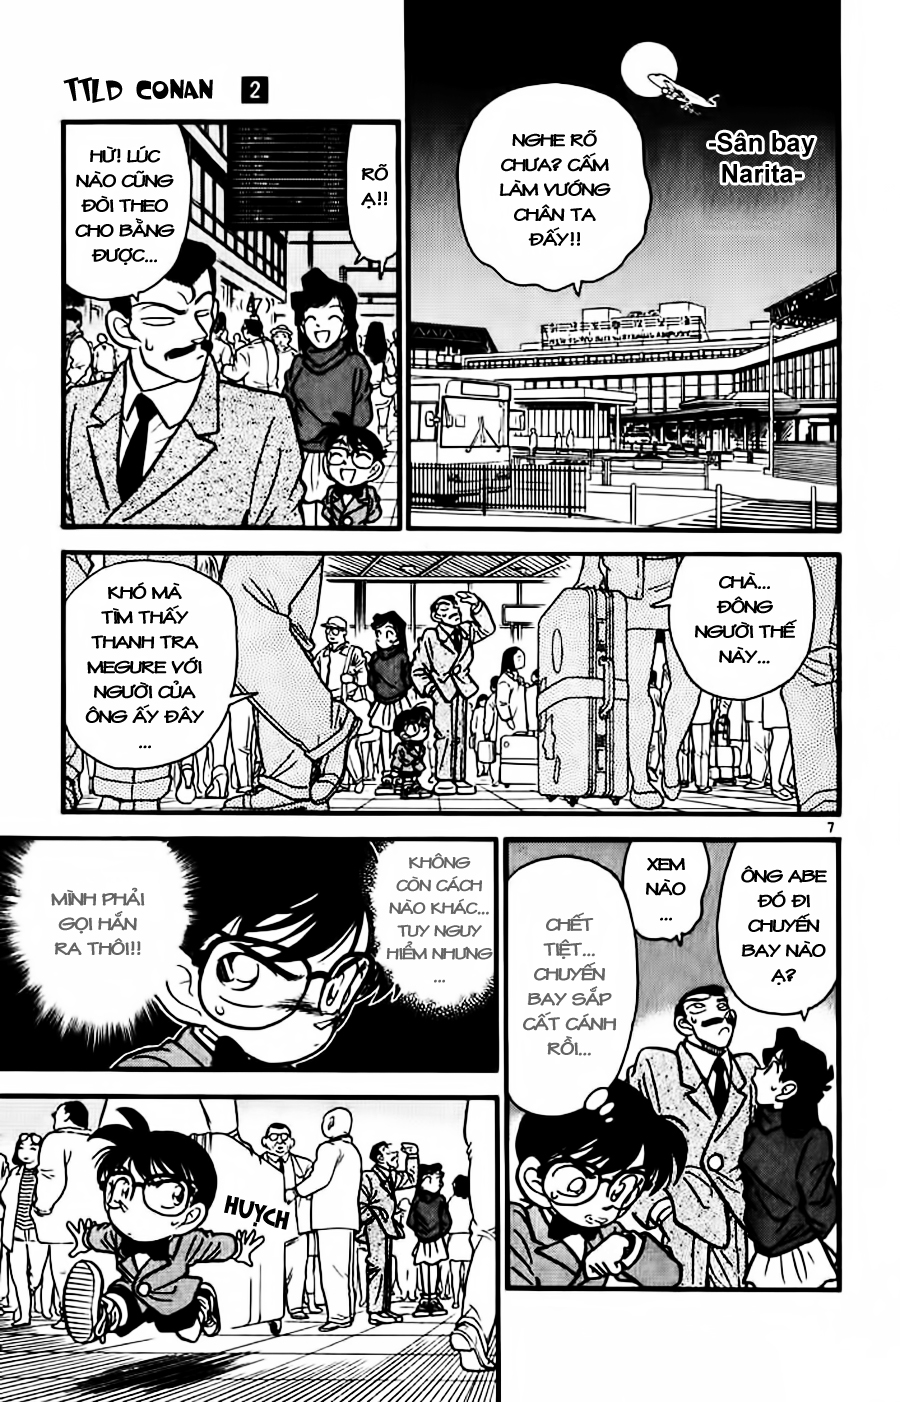 TTLD CONAN 2
-Sân bay
Narita-
NGHE RÕ
CHƯA? CẤM
LÀM VƯỚNG
CHÂN TA
ĐẤY!!
RÕ
Ạ!!
HỪ! LÚC
NÀO CŨNG
ĐÒI THEO
CHO BẰNG
ĐƯỢC...
CHÀ...
ĐÔNG
NGƯỜI THẾ
NÀY...
KHÓ MÀ
TÌM THẤY
THANH TRA
MEGURE VỚI
NGƯỜI CỦA
ÔNG ẤY ĐÂY
...
7
ÔNG ABE
ĐÓ ĐI
CHUYẾN
BAY NÀO
Ạ?
XEM
NÀO
...
CHẾT
TIỆT...
CHUYẾN
BAY SẮP
CẤT CÁNH
RỒI...
KHÔNG
CÒN CÁCH
NÀO KHÁC...
TUY NGUY
HIỂM NHƯNG
...
MÌNH PHẢI
GỌI HẮN
RA THÔI!!
HUỴCH